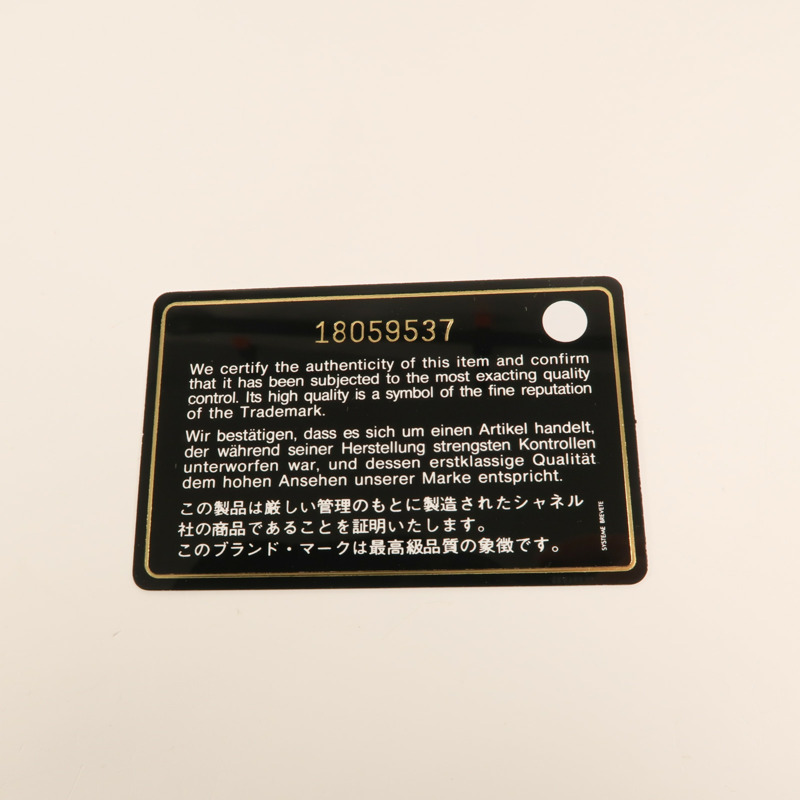 18059537
We certify the authenticity of this item and confirm
that it has been subjected to the most exacting quality
control. Its high quality is a symbol of the fine reputation
of the Trademark.
Wir bestätigen, dass es sich um einen Artikel handelt,
der während seiner Herstellung strengsten Kontrollen
unterworfen war, und dessen erstklassige Qualität
dem hohen Ansehen unserer Marke entspricht.
この製品は厳しい管理のもとに製造されたシャネル
社の商品であることを証明いたします。
このブランド・マークは最高級品質の象徴です。
SYSTEME BREVETE